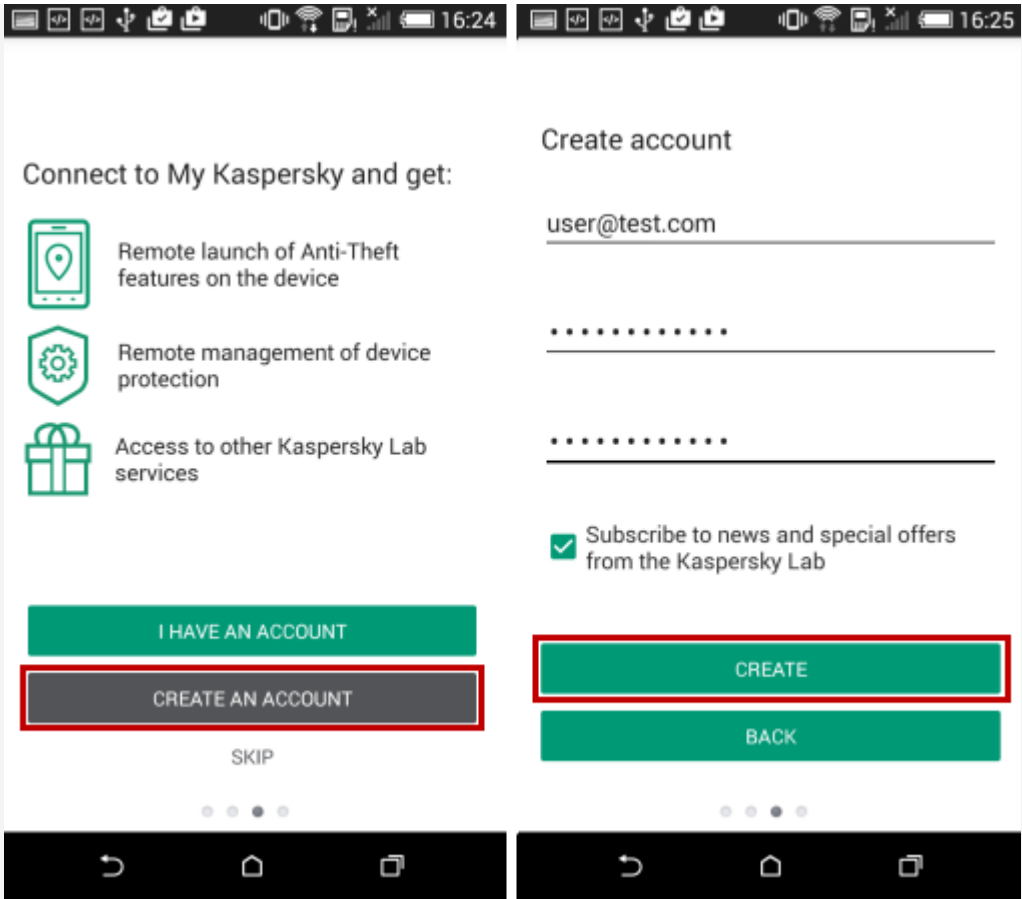 16:24
Connect to My Kaspersky and get:
Remote launch of Anti-Theft
features on the device
Remote management of device
protection
Access to other Kaspersky Lab
services
I HAVE AN ACCOUNT
CREATE AN ACCOUNT
SKIP
16:25
Create account
user@test.com
••••••••••••
••••••••••••
Subscribe to news and special offers
from the Kaspersky Lab
CREATE
BACK